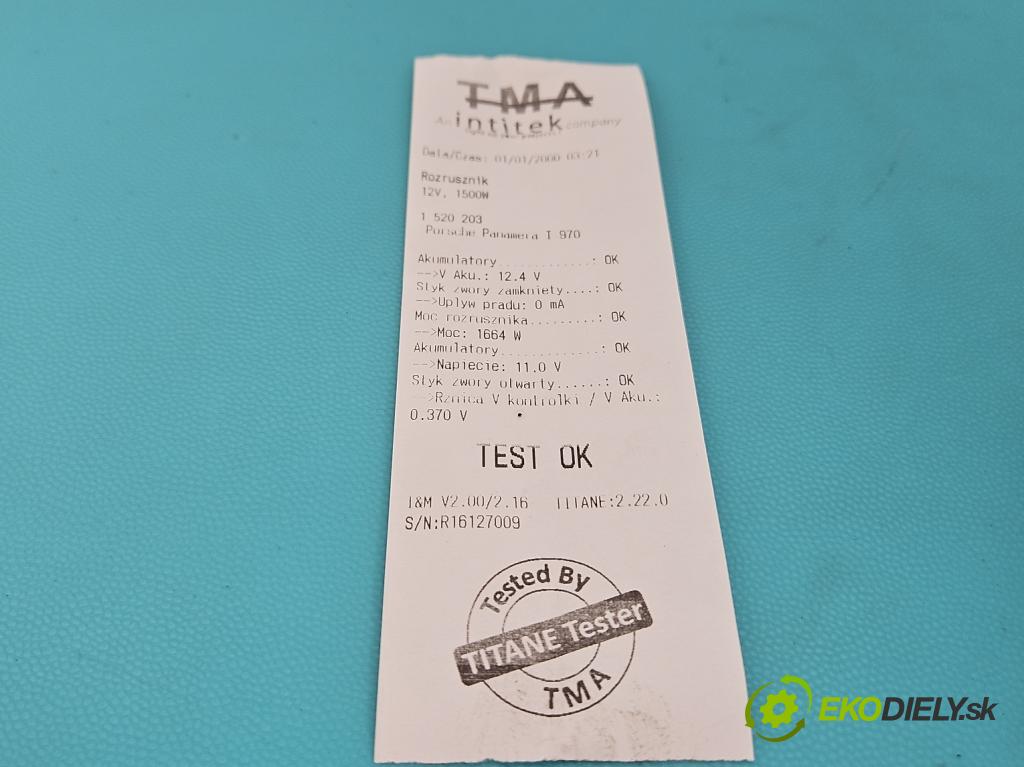 TMA
An intitek company
Data/Czas: 01/01/2000 03:21
Rozrusznik
12V, 1500W
1 520 203
Porsche Panamera I 970
Akumulatory.............: OK
-->V Aku.: 12.4 V
Styk zwory zamkniety....: OK
-->Uplyw pradu: 0 mA
Moc rozrusznika.........: OK
-->Moc: 1664 W
Akumulatory.............: OK
-->Napiecie: 11.0 V
Styk zwory otwarty......: OK
-->Rznica V kontrolki / V Aku.:
0.370 V
TEST OK
I&M V2.00/2.16 TITANE:2.22.0
S/N:R16127009
Tested By
TITANE Tester
TMA
EKODIELY.sk